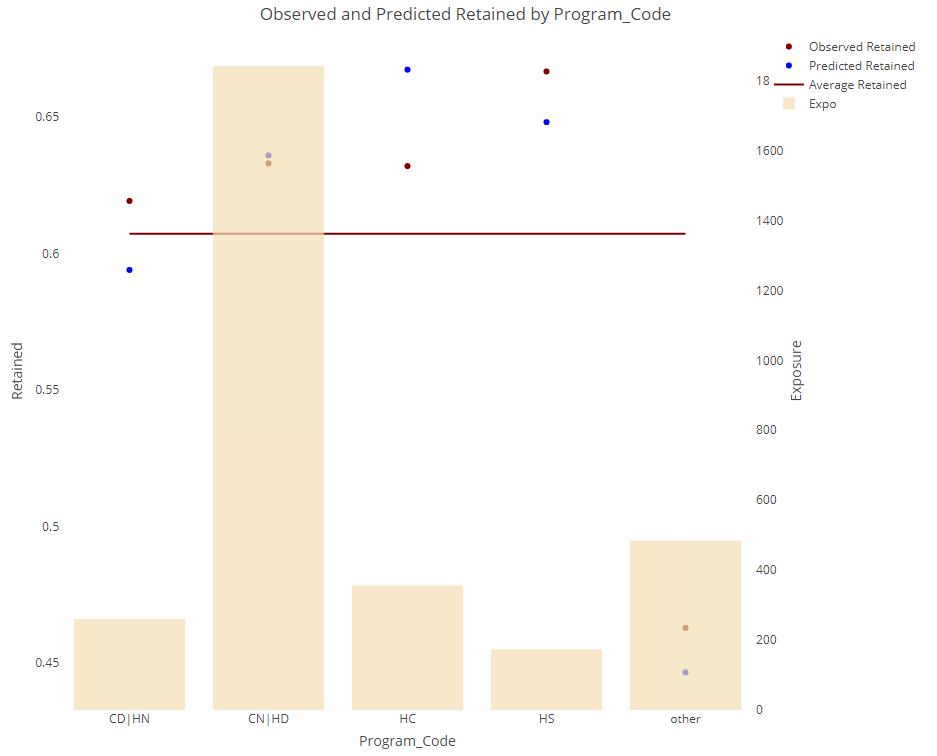 Observed and Predicted Retained by Program_Code
Observed Retained
Predicted Retained
Average Retained
Expo
0.65
0.6
0.55
0.5
0.45
Retained
18
1600
1400
1200
1000
800
600
400
200
0
Exposure
CD|HN
CN|HD
HC
HS
other
Program_Code